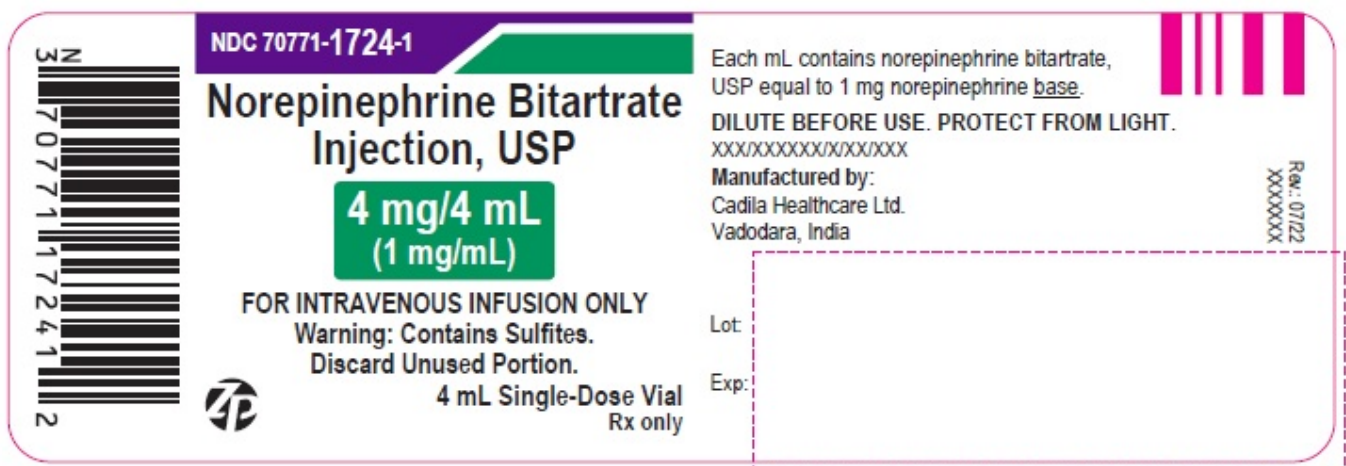 NDC 70771-1724-1
Norepinephrine Bitartrate
Injection, USP
4 mg/4 mL
(1 mg/mL)
FOR INTRAVENOUS INFUSION ONLY
Warning: Contains Sulfites.
Discard Unused Portion.
4 mL Single-Dose Vial
Rx only
ZP
N
3 70771 17241 2
Each mL contains norepinephrine bitartrate,
USP equal to 1 mg norepinephrine base.
DILUTE BEFORE USE. PROTECT FROM LIGHT.
XXX/XXXXXX/X/XX/XXX
Manufactured by:
Cadila Healthcare Ltd.
Vadodara, India
Lot:
Exp:
Rev.: 07/22
XXXXXXX